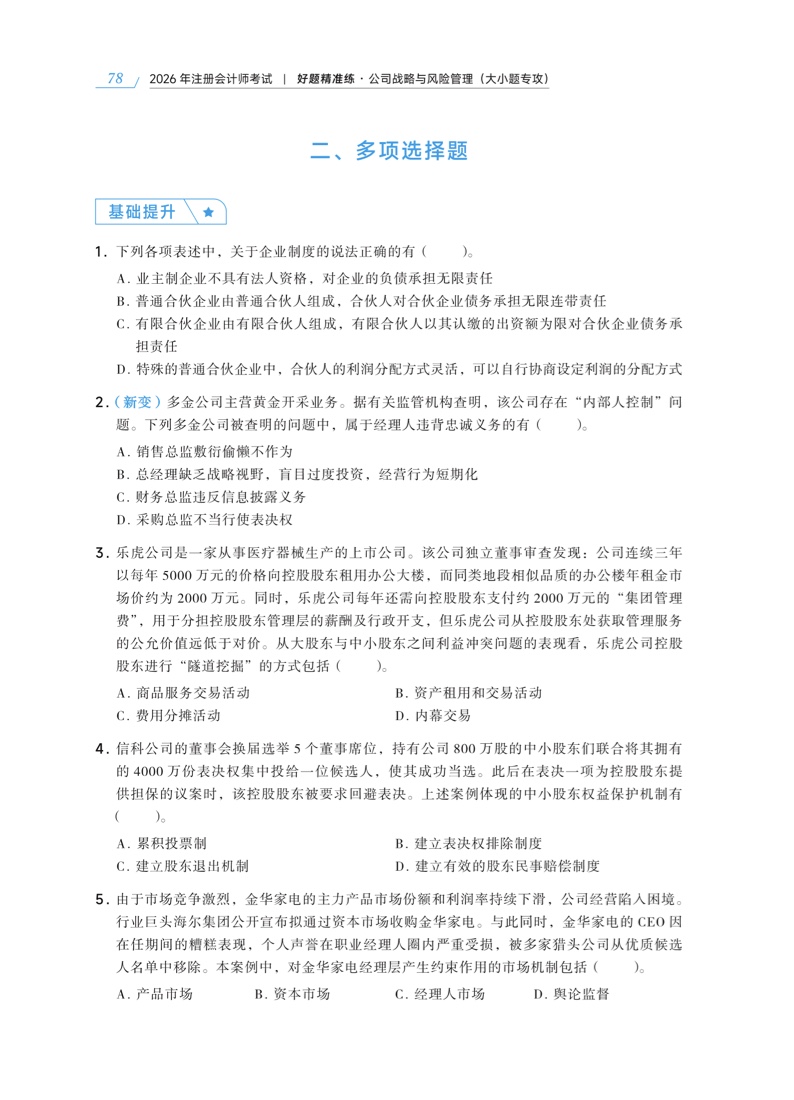 78
2026 年注册会计师考试 | 好题精准练 · 公司战略与风险管理（大小题专攻）
二、多项选择题
基础提升 ★
1. 下列各项表述中，关于企业制度的说法正确的有（　　）。
A. 业主制企业不具有法人资格，对企业的负债承担无限责任
B. 普通合伙企业由普通合伙人组成，合伙人对合伙企业债务承担无限连带责任
C. 有限合伙企业由有限合伙人组成，有限合伙人以其认缴的出资额为限对合伙企业债务承
担责任
D. 特殊的普通合伙企业中，合伙人的利润分配方式灵活，可以自行协商设定利润的分配方式
2.（新变）多金公司主营黄金开采业务。据有关监管机构查明，该公司存在“内部人控制”问
题。下列多金公司被查明的问题中，属于经理人违背忠诚义务的有（　　）。
A. 销售总监敷衍偷懒不作为
B. 总经理缺乏战略视野，盲目过度投资，经营行为短期化
C. 财务总监违反信息披露义务
D. 采购总监不当行使表决权
3. 乐虎公司是一家从事医疗器械生产的上市公司。该公司独立董事审查发现：公司连续三年
以每年 5000 万元的价格向控股股东租用办公大楼，而同类地段相似品质的办公楼年租金市
场价约为 2000 万元。同时，乐虎公司每年还需向控股股东支付约 2000 万元的“集团管理
费”，用于分担控股股东管理层的薪酬及行政开支，但乐虎公司从控股股东处获取管理服务
的公允价值远低于对价。从大股东与中小股东之间利益冲突问题的表现看，乐虎公司控股
股东进行“隧道挖掘”的方式包括（　　）。
A. 商品服务交易活动　　B. 资产租用和交易活动
C. 费用分摊活动　　D. 内幕交易
4. 信科公司的董事会换届选举 5 个董事席位，持有公司 800 万股的中小股东们联合将其拥有
的 4000 万份表决权集中投给一位候选人，使其成功当选。此后在表决一项为控股股东提
供担保的议案时，该控股股东被要求回避表决。上述案例体现的中小股东权益保护机制有
（　　）。
A. 累积投票制　　B. 建立表决权排除制度
C. 建立股东退出机制　　D. 建立有效的股东民事赔偿制度
5. 由于市场竞争激烈，金华家电的主力产品市场份额和利润率持续下滑，公司经营陷入困境。
行业巨头海尔集团公开宣布拟通过资本市场收购金华家电。与此同时，金华家电的 CEO 因
在任期间的糟糕表现，个人声誉在职业经理人圈内严重受损，被多家猎头公司从优质候选
人名单中移除。本案例中，对金华家电经理层产生约束作用的市场机制包括（　　）。
A. 产品市场　　B. 资本市场　　C. 经理人市场　　D. 舆论监督